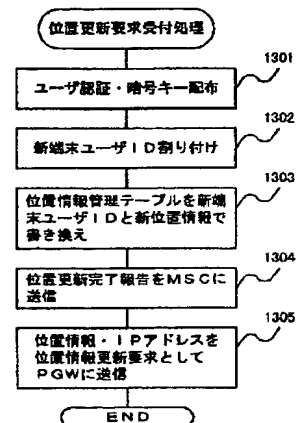 位置更新要求受付処理
1301
ユーザ認証・暗号キー配布
1302
新端末ユーザID割り付け
1303
位置情報管理テーブルを新端
末ユーザIDと新位置情報で
書き換え
1304
位置更新完了報告をMSCに
送信
1305
位置情報・IPアドレスを
位置情報更新要求として
PGWに送信
END